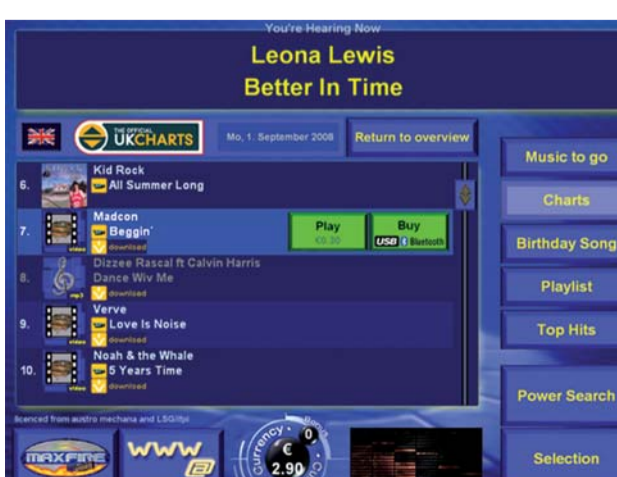 You're Hearing Now
Leona Lewis
Better In Time
THE OFFICIAL
UKCHARTS
Mo, 1. September 2008
Return to overview
Music to go
Charts
Birthday Song
Playlist
Top Hits
Power Search
Selection
Kid Rock
6. All Summer Long
Madcon
7. Beggin'
video download
Play
€0.30
Buy
USB Bluetooth
Dizzee Rascal ft Calvin Harris
8. Dance Wiv Me
mp3 download
Verve
9. Love Is Noise
video download
Noah & the Whale
10. 5 Years Time
video download
licenced from austro mechana and LSG/ifpi
MAXFIRE
WWW
Currency
Bonus
0
€
2.90